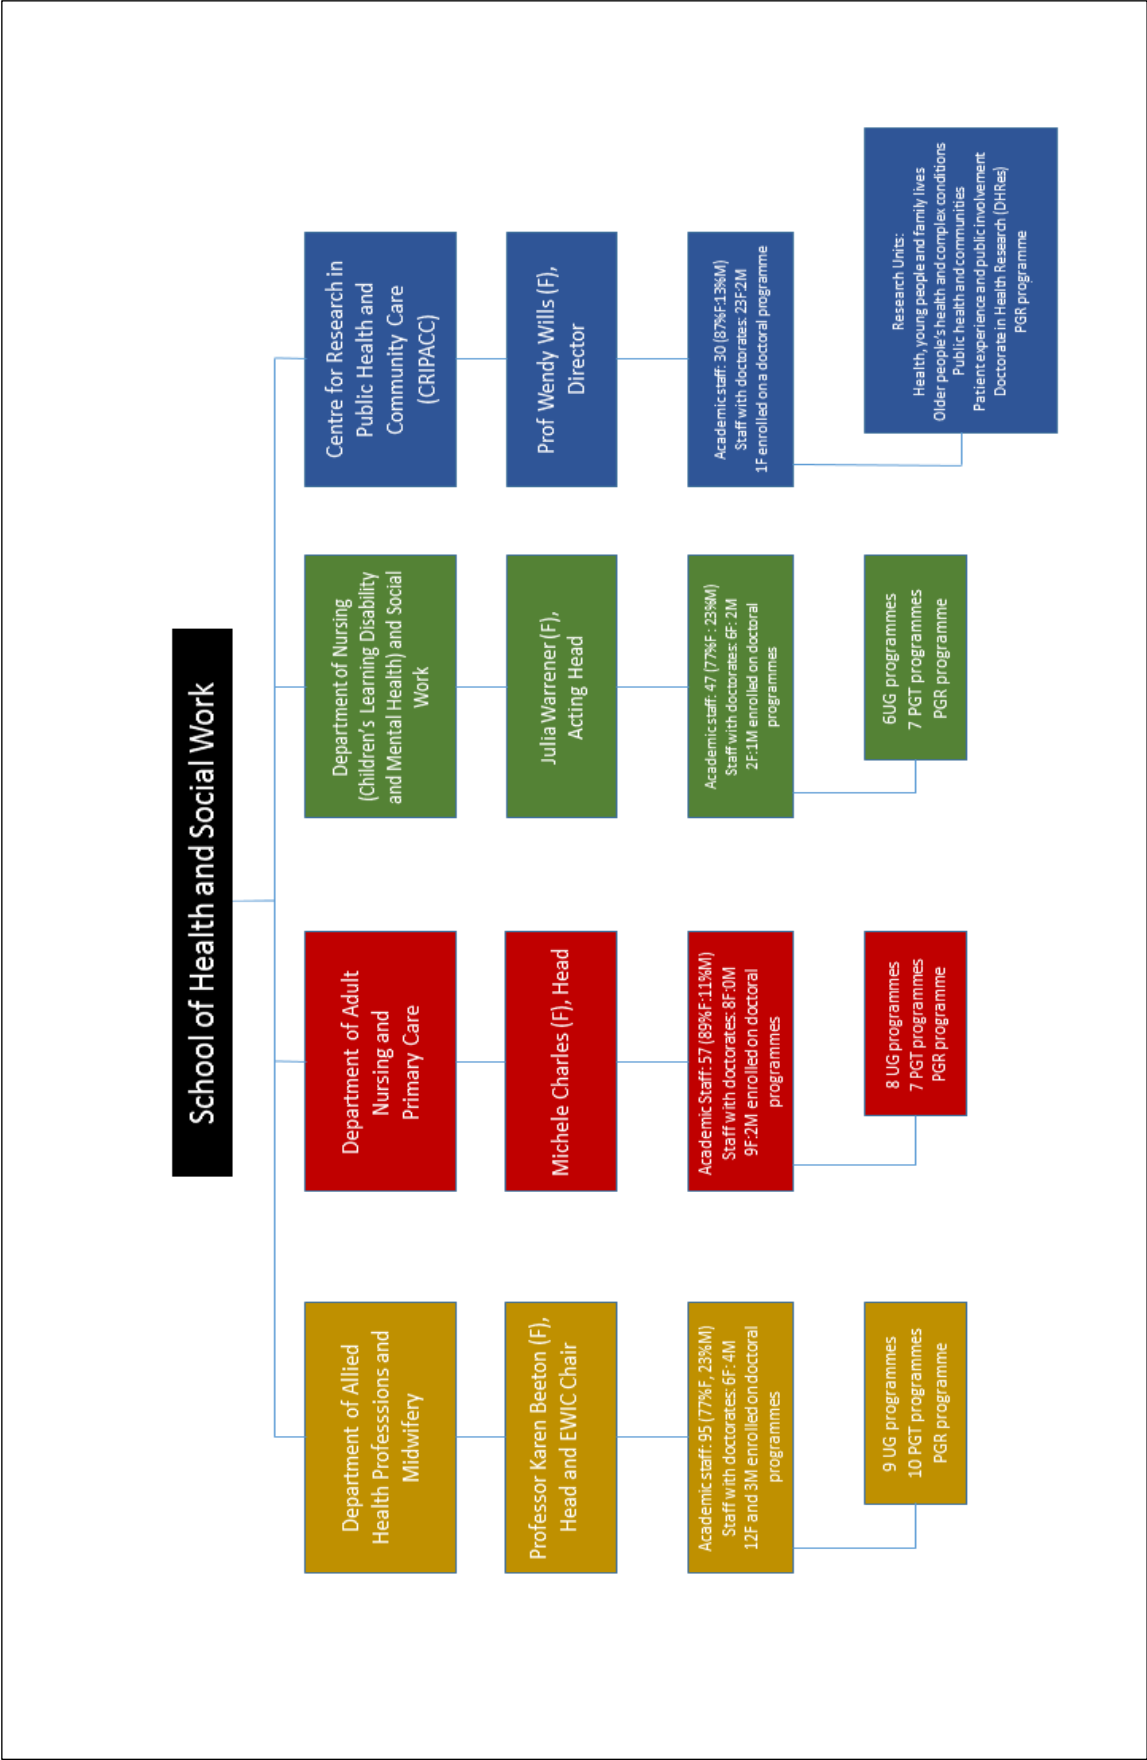 School of Health and Social Work
Department of Allied
Health Professsions and
Midwifery
Professor Karen Beeton (F),
Head and EWIC Chair
Academic staff: 95 (77%F, 23%M)
Staff with doctorates: 6F: 4M
12F and 3M enrolled on doctoral
programmes
9 UG programmes
10 PGT programmes
PGR programme
Department of Adult
Nursing and
Primary Care
Michele Charles (F), Head
Academic Staff: 57 (89%F:11%M)
Staff with doctorates: 8F:0M
9F:2M enrolled on doctoral
programmes
8 UG programmes
7 PGT programmes
PGR programme
Department of Nursing
(Children's Learning Disability
and Mental Health) and Social
Work
Julia Warrener (F),
Acting Head
Academic staff: 47 (77%F : 23%M)
Staff with doctorates: 6F: 2M
2F:1M enrolled on doctoral
programmes
6UG programmes
7 PGT programmes
PGR programme
Centre for Research in
Public Health and
Community Care
(CRIPACC)
Prof Wendy Wills (F),
Director
Academic staff: 30 (87%F:13%M)
Staff with doctorates: 23F:2M
1F enrolled on a doctoral programme
Research Units:
Health, young people and family lives
Older people's health and complex conditions
Public health and communities
Patient experience and public involvement
Doctorate in Health Research (DHRes)
PGR programme